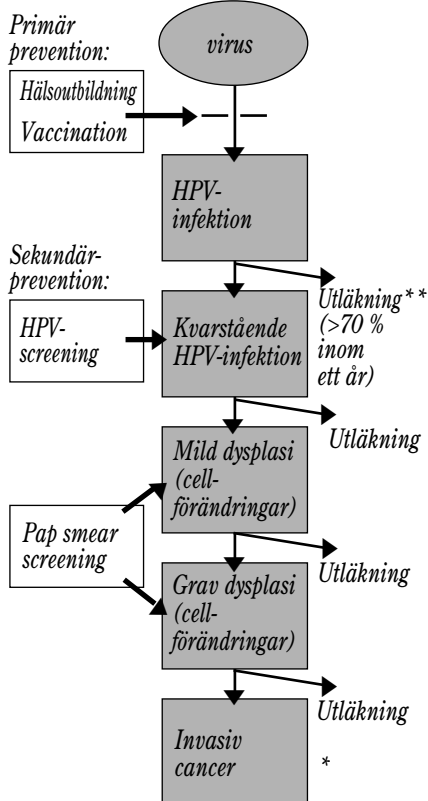 Primär
prevention:
virus
Hälsoutbildning
Vaccination
HPV-
infektion
Sekundär-
prevention:
Utläkning**
(>70 %
inom
ett år)
HPV-
screening
Kvarstående
HPV-infektion
Utläkning
Mild dysplasi
(cell-
förändringar)
Pap smear
screening
Utläkning
Grav dysplasi
(cell-
förändringar)
Utläkning
Invasiv
cancer
*